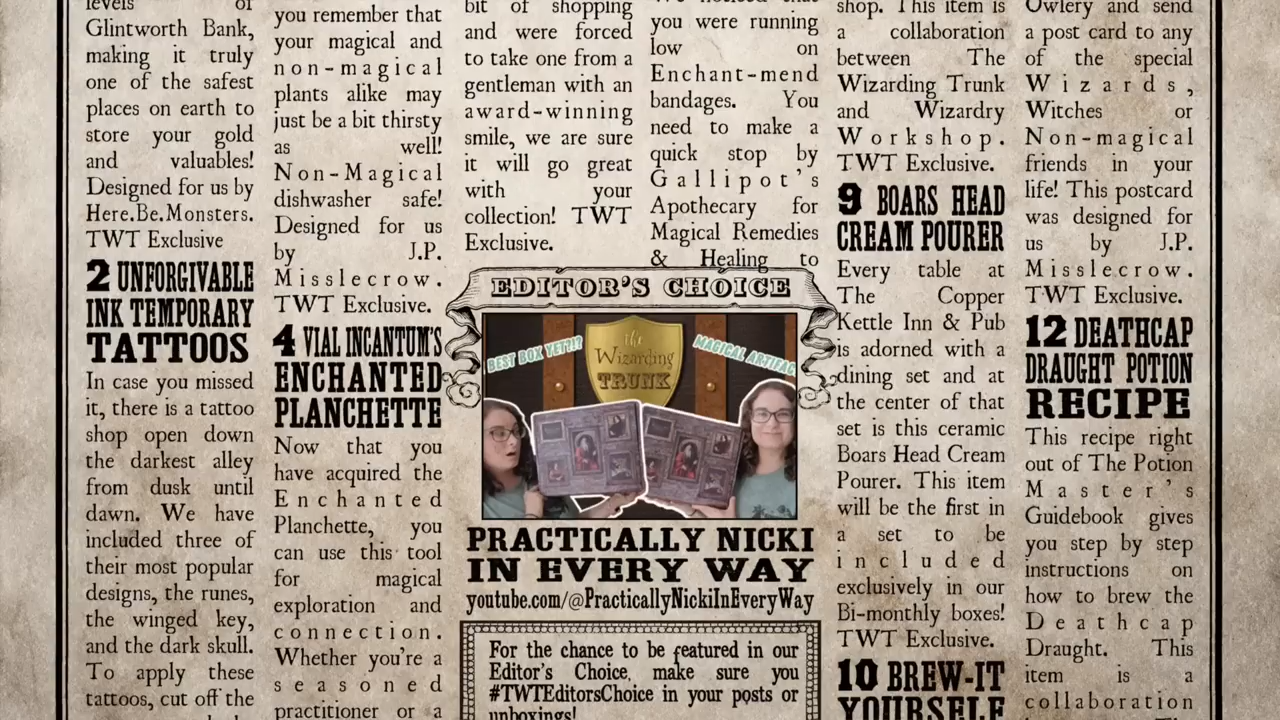 levels of
Glintworth Bank,
making it truly
one of the safest
places on earth to
store your gold
and valuables!
Designed for us by
Here.Be.Monsters.
TWT Exclusive
2 UNFORGIVABLE
INK TEMPORARY
TATTOOS
In case you missed
it, there is a tattoo
shop open down
the darkest alley
from dusk until
dawn. We have
included three of
their most popular
designs, the runes,
the winged key,
and the dark skull.
To apply these
tattoos, cut off the
you remember that
your magical and
non-magical
plants alike may
just be a bit thirsty
as well!
Non-Magical
dishwasher safe!
Designed for us
by J.P.
Misslecrow.
TWT Exclusive.
4 VIAL INCANTUM'S
ENCHANTED
PLANCHETTE
Now that you
have acquired the
Enchanted
Planchette, you
can use this tool
for magical
exploration and
connection.
Whether you're a
seasoned
practitioner or a
bit of shopping
and were forced
to take one from a
gentleman with an
award-winning
smile, we are sure
it will go great
with your
collection! TWT
Exclusive.
We noticed that
you were running
low on
Enchant-mend
bandages. You
need to make a
quick stop by
Gallipot's
Apothecary for
Magical Remedies
& Healing to
EDITOR'S CHOICE
BEST BOX YET?!?
the
Wizarding
TRUNK
MAGICAL ARTIFAC
PRACTICALLY NICKI
IN EVERY WAY
youtube.com/@PracticallyNickiInEveryWay
For the chance to be featured in our
Editor's Choice, make sure you
#TWTEditorsChoice in your posts or
unboxings!
shop. This item is
a collaboration
between The
Wizarding Trunk
and Wizardry
Workshop.
TWT Exclusive.
9 BOARS HEAD
CREAM POURER
Every table at
The Copper
Kettle Inn & Pub
is adorned with a
dining set and at
the center of that
set is this ceramic
Boars Head Cream
Pourer. This item
will be the first in
a set to be
included
exclusively in our
Bi-monthly boxes!
TWT Exclusive.
10 BREW-IT
YOURSELF
Owlery and send
a post card to any
of the special
Wizards,
Witches or
Non-magical
friends in your
life! This postcard
was designed for
us by J.P.
Misslecrow.
TWT Exclusive.
12 DEATHCAP
DRAUGHT POTION
RECIPE
This recipe right
out of The Potion
Master's
Guidebook gives
you step by step
instructions on
how to brew the
Deathcap
Draught. This
item is a
collaboration